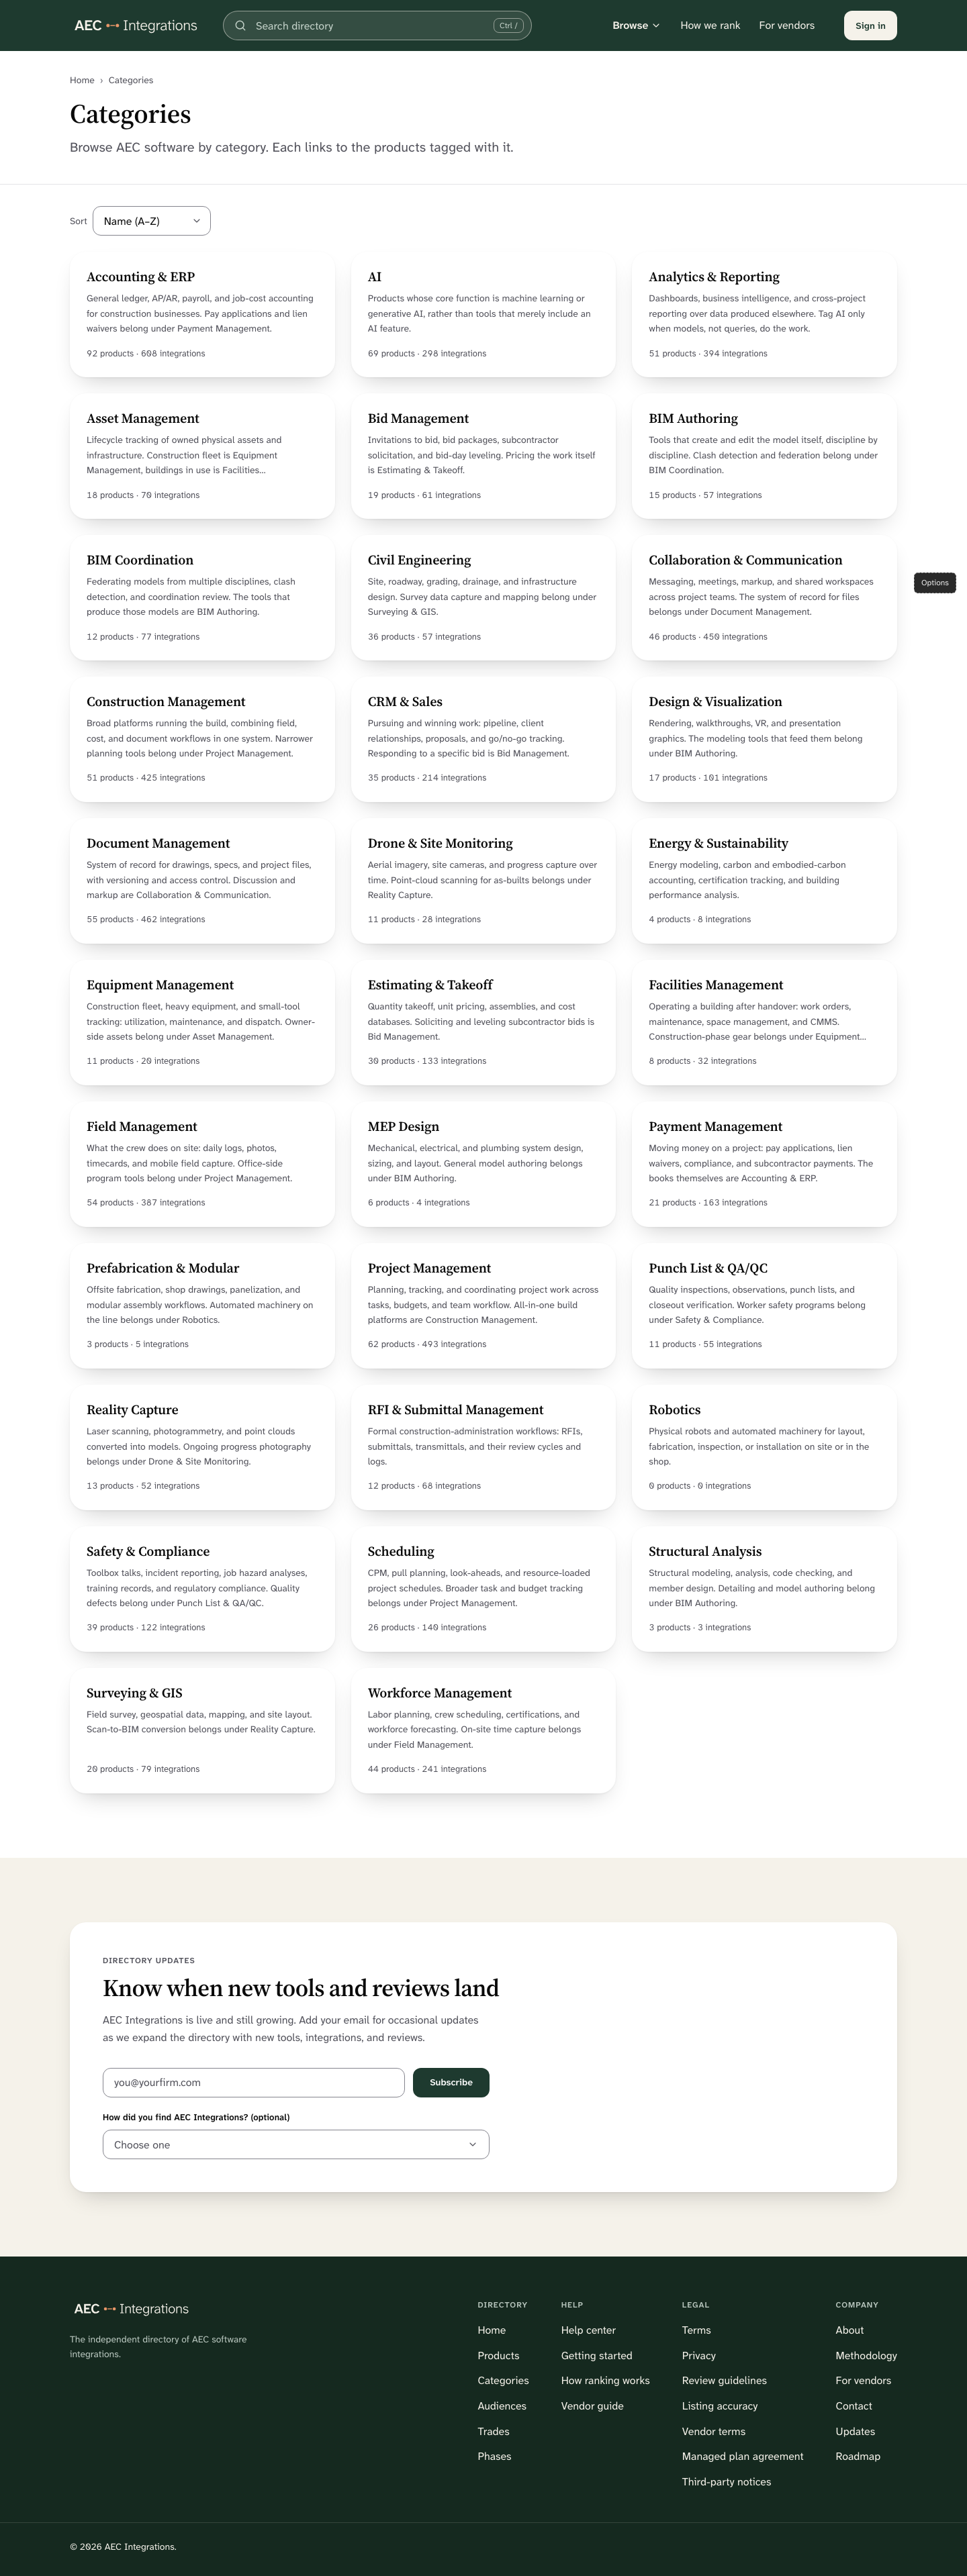 AEC Integrations
Search directory
Ctrl /
Browse
How we rank
For vendors
Sign in
Home › Categories
Categories
Browse AEC software by category. Each links to the products tagged with it.
Sort
Name (A–Z)
Accounting & ERP
General ledger, AP/AR, payroll, and job-cost accounting
for construction businesses. Pay applications and lien
waivers belong under Payment Management.
92 products · 608 integrations
AI
Products whose core function is machine learning or
generative AI, rather than tools that merely include an
AI feature.
69 products · 298 integrations
Analytics & Reporting
Dashboards, business intelligence, and cross-project
reporting over data produced elsewhere. Tag AI only
when models, not queries, do the work.
51 products · 394 integrations
Asset Management
Lifecycle tracking of owned physical assets and
infrastructure. Construction fleet is Equipment
Management, buildings in use is Facilities...
18 products · 70 integrations
Bid Management
Invitations to bid, bid packages, subcontractor
solicitation, and bid-day leveling. Pricing the work itself
is Estimating & Takeoff.
19 products · 61 integrations
BIM Authoring
Tools that create and edit the model itself, discipline by
discipline. Clash detection and federation belong under
BIM Coordination.
15 products · 57 integrations
BIM Coordination
Federating models from multiple disciplines, clash
detection, and coordination review. The tools that
produce those models are BIM Authoring.
12 products · 77 integrations
Civil Engineering
Site, roadway, grading, drainage, and infrastructure
design. Survey data capture and mapping belong under
Surveying & GIS.
36 products · 57 integrations
Collaboration & Communication
Messaging, meetings, markup, and shared workspaces
across project teams. The system of record for files
belongs under Document Management.
46 products · 450 integrations
Options
Construction Management
Broad platforms running the build, combining field,
cost, and document workflows in one system. Narrower
planning tools belong under Project Management.
51 products · 425 integrations
CRM & Sales
Pursuing and winning work: pipeline, client
relationships, proposals, and go/no-go tracking.
Responding to a specific bid is Bid Management.
35 products · 214 integrations
Design & Visualization
Rendering, walkthroughs, VR, and presentation
graphics. The modeling tools that feed them belong
under BIM Authoring.
17 products · 101 integrations
Document Management
System of record for drawings, specs, and project files,
with versioning and access control. Discussion and
markup are Collaboration & Communication.
55 products · 462 integrations
Drone & Site Monitoring
Aerial imagery, site cameras, and progress capture over
time. Point-cloud scanning for as-builts belongs under
Reality Capture.
11 products · 28 integrations
Energy & Sustainability
Energy modeling, carbon and embodied-carbon
accounting, certification tracking, and building
performance analysis.
4 products · 8 integrations
Equipment Management
Construction fleet, heavy equipment, and small-tool
tracking: utilization, maintenance, and dispatch. Owner-
side assets belong under Asset Management.
11 products · 20 integrations
Estimating & Takeoff
Quantity takeoff, unit pricing, assemblies, and cost
databases. Soliciting and leveling subcontractor bids is
Bid Management.
30 products · 133 integrations
Facilities Management
Operating a building after handover: work orders,
maintenance, space management, and CMMS.
Construction-phase gear belongs under Equipment...
8 products · 32 integrations
Field Management
What the crew does on site: daily logs, photos,
timecards, and mobile field capture. Office-side
program tools belong under Project Management.
54 products · 387 integrations
MEP Design
Mechanical, electrical, and plumbing system design,
sizing, and layout. General model authoring belongs
under BIM Authoring.
6 products · 4 integrations
Payment Management
Moving money on a project: pay applications, lien
waivers, compliance, and subcontractor payments. The
books themselves are Accounting & ERP.
21 products · 163 integrations
Prefabrication & Modular
Offsite fabrication, shop drawings, panelization, and
modular assembly workflows. Automated machinery on
the line belongs under Robotics.
3 products · 5 integrations
Project Management
Planning, tracking, and coordinating project work across
tasks, budgets, and team workflow. All-in-one build
platforms are Construction Management.
62 products · 493 integrations
Punch List & QA/QC
Quality inspections, observations, punch lists, and
closeout verification. Worker safety programs belong
under Safety & Compliance.
11 products · 55 integrations
Reality Capture
Laser scanning, photogrammetry, and point clouds
converted into models. Ongoing progress photography
belongs under Drone & Site Monitoring.
13 products · 52 integrations
RFI & Submittal Management
Formal construction-administration workflows: RFIs,
submittals, transmittals, and their review cycles and
logs.
12 products · 68 integrations
Robotics
Physical robots and automated machinery for layout,
fabrication, inspection, or installation on site or in the
shop.
0 products · 0 integrations
Safety & Compliance
Toolbox talks, incident reporting, job hazard analyses,
training records, and regulatory compliance. Quality
defects belong under Punch List & QA/QC.
39 products · 122 integrations
Scheduling
CPM, pull planning, look-aheads, and resource-loaded
project schedules. Broader task and budget tracking
belongs under Project Management.
26 products · 140 integrations
Structural Analysis
Structural modeling, analysis, code checking, and
member design. Detailing and model authoring belong
under BIM Authoring.
3 products · 3 integrations
Surveying & GIS
Field survey, geospatial data, mapping, and site layout.
Scan-to-BIM conversion belongs under Reality Capture.
20 products · 79 integrations
Workforce Management
Labor planning, crew scheduling, certifications, and
workforce forecasting. On-site time capture belongs
under Field Management.
44 products · 241 integrations
DIRECTORY UPDATES
Know when new tools and reviews land
AEC Integrations is live and still growing. Add your email for occasional updates
as we expand the directory with new tools, integrations, and reviews.
you@yourfirm.com
Subscribe
How did you find AEC Integrations? (optional)
Choose one
AEC Integrations
The independent directory of AEC software
integrations.
DIRECTORY
Home
Products
Categories
Audiences
Trades
Phases
HELP
Help center
Getting started
How ranking works
Vendor guide
LEGAL
Terms
Privacy
Review guidelines
Listing accuracy
Vendor terms
Managed plan agreement
Third-party notices
COMPANY
About
Methodology
For vendors
Contact
Updates
Roadmap
© 2026 AEC Integrations.